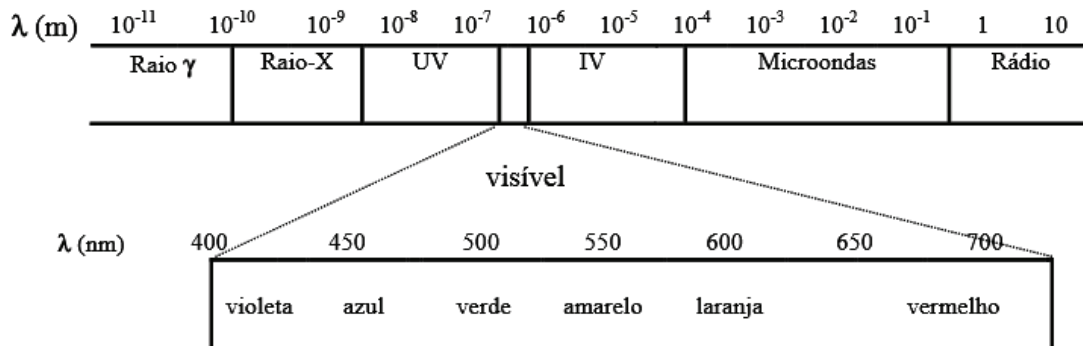 λ (m) 10⁻¹¹ 10⁻¹⁰ 10⁻⁹ 10⁻⁸ 10⁻⁷ 10⁻⁶ 10⁻⁵ 10⁻⁴ 10⁻³ 10⁻² 10⁻¹ 1 10
Raio γ Raio-X UV IV Microondas Rádio
visível
λ (nm) 400 450 500 550 600 650 700
violeta azul verde amarelo laranja vermelho